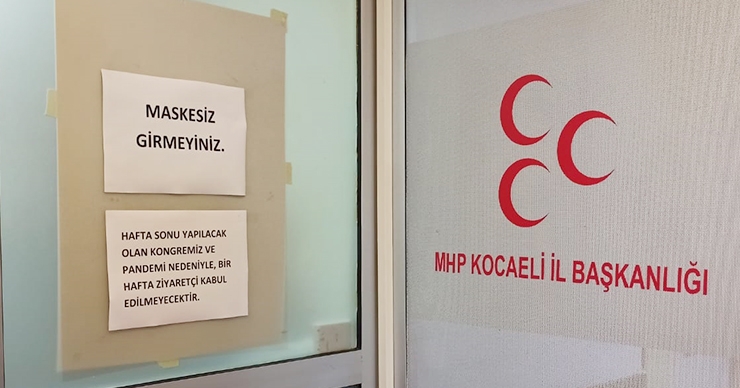 MASKESİZ
GİRMEYİNİZ.
HAFTA SONU YAPILACAK
OLAN KONGREMİZ VE
PANDEMİ NEDENİYLE, BİR
HAFTA ZİYARETÇİ KABUL
EDİLMEYECEKTİR.
MHP KOCAELİ İL BAŞKANLIĞI